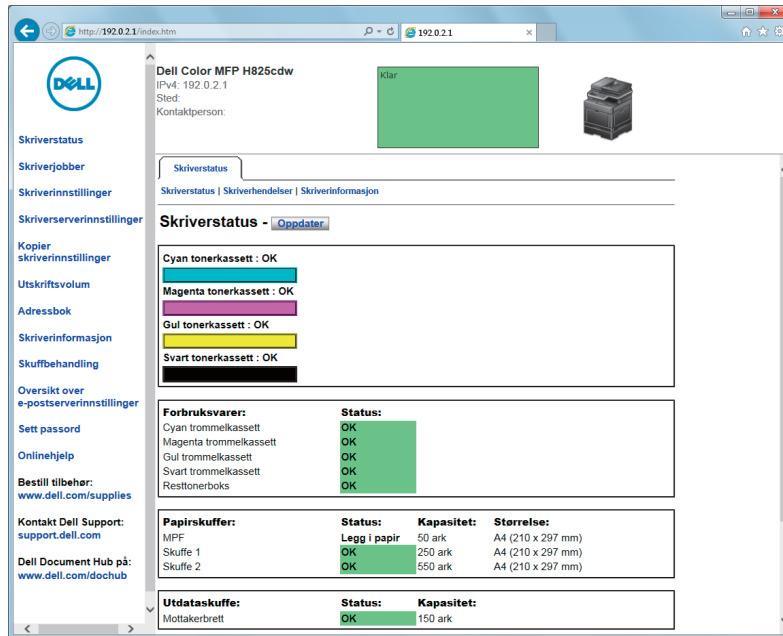 http://192.0.2.1/index.htm
192.0.2.1
DELL
Dell Color MFP H825cdw
IPv4: 192.0.2.1
Sted:
Kontaktperson:
Klar
Skriverstatus
Skriverjobber
Skriverinnstillinger
Skriverserverinnstillinger
Kopier
skriverinnstillinger
Utskriftsvolum
Adressbok
Skriverinformasjon
Skuffbehandling
Oversikt over
e-postserverinnstillinger
Sett passord
Onlinehjelp
Bestill tilbehør:
www.dell.com/supplies
Kontakt Dell Support:
support.dell.com
Dell Document Hub på:
www.dell.com/dochub
Skriverstatus
Skriverstatus | Skriverhendelser | Skriverinformasjon
Skriverstatus - Oppdater
Cyan tonerkassett : OK
Magenta tonerkassett : OK
Gul tonerkassett : OK
Svart tonerkassett : OK
Forbruksvarer: Status:
Cyan trommelkassett OK
Magenta trommelkassett OK
Gul trommelkassett OK
Svart trommelkassett OK
Resttonerboks OK
Papirskuffer: Status: Kapasitet: Størrelse:
MPF Legg i papir 50 ark A4 (210 x 297 mm)
Skuffe 1 OK 250 ark A4 (210 x 297 mm)
Skuffe 2 OK 550 ark A4 (210 x 297 mm)
Utdataskuffe: Status: Kapasitet:
Mottakerbrett OK 150 ark